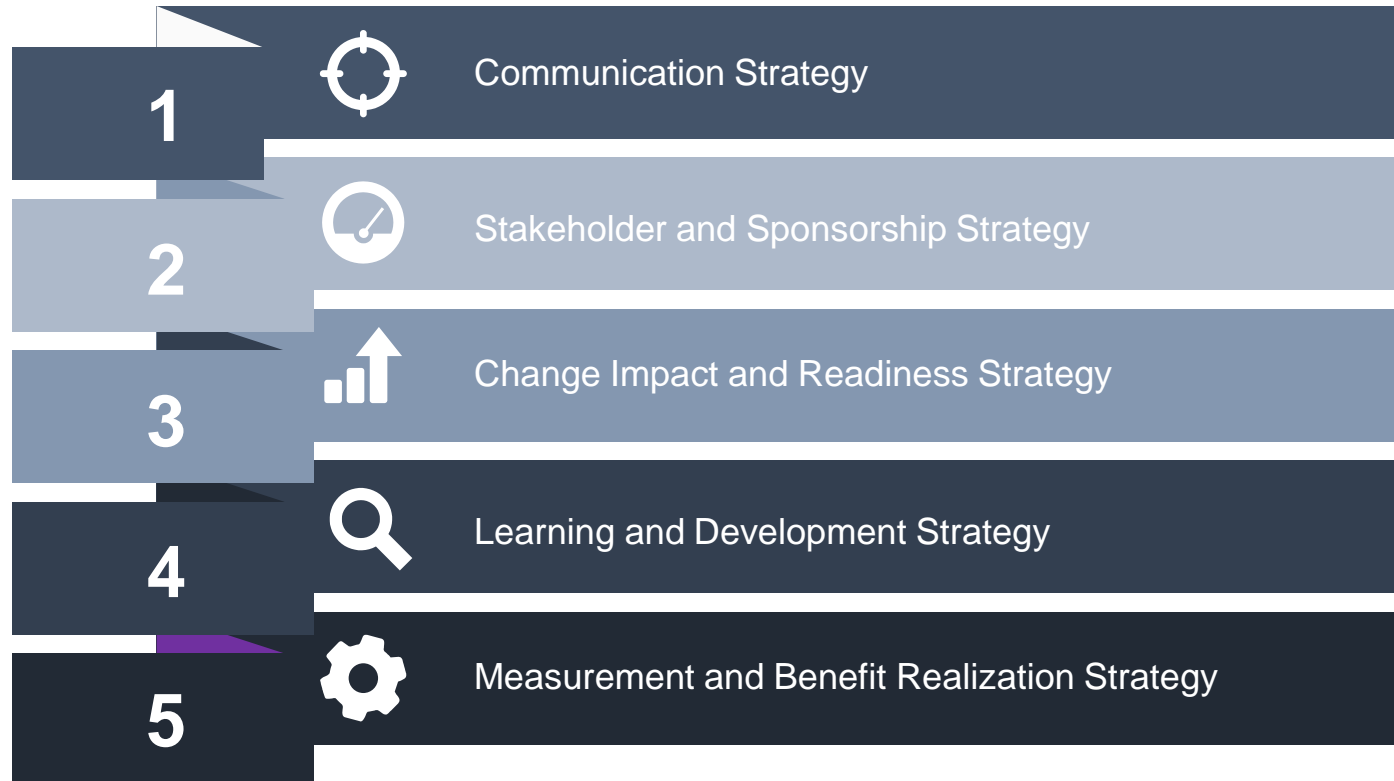 1
Communication Strategy
2
Stakeholder and Sponsorship Strategy
3
Change Impact and Readiness Strategy
4
Learning and Development Strategy
5
Measurement and Benefit Realization Strategy